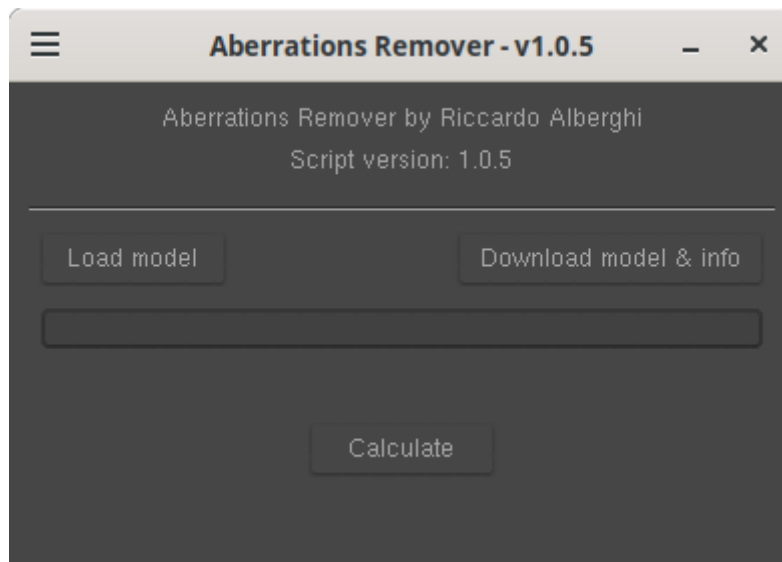 Aberrations Remover - v1.0.5
Aberrations Remover by Riccardo Alberghi
Script version: 1.0.5
Load model
Download model & info
Calculate